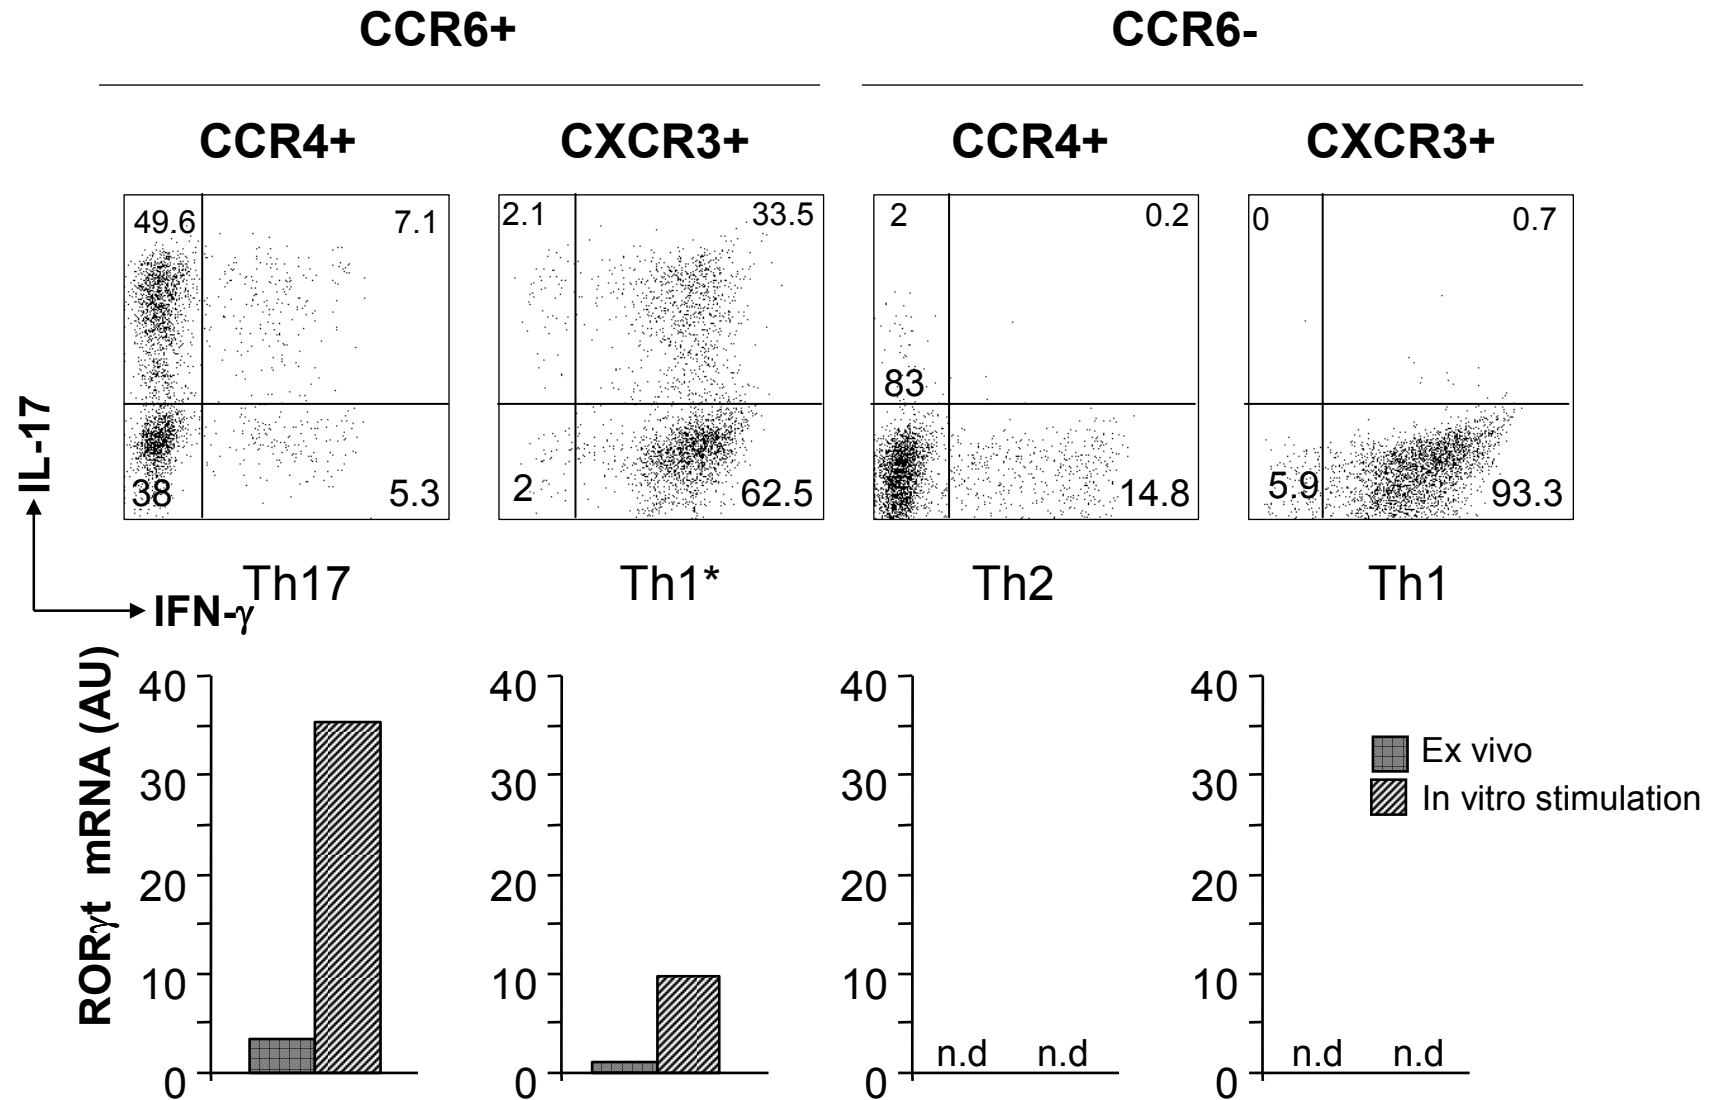 CCR6+ CCR6-
CCR4+ CXCR3+ CCR4+ CXCR3+
49.6 7.1 2.1 33.5 2 0.2 0 0.7
83
38 5.3 2 62.5 14.8 5.9 93.3
IL-17
IFN-γ
Th17 Th1* Th2 Th1
RORγt mRNA (AU)
40 40 40 40
30 30 30 30
20 20 20 20
10 10 10 10
0 0 0 0
n.d n.d n.d n.d
Ex vivo
In vitro stimulation